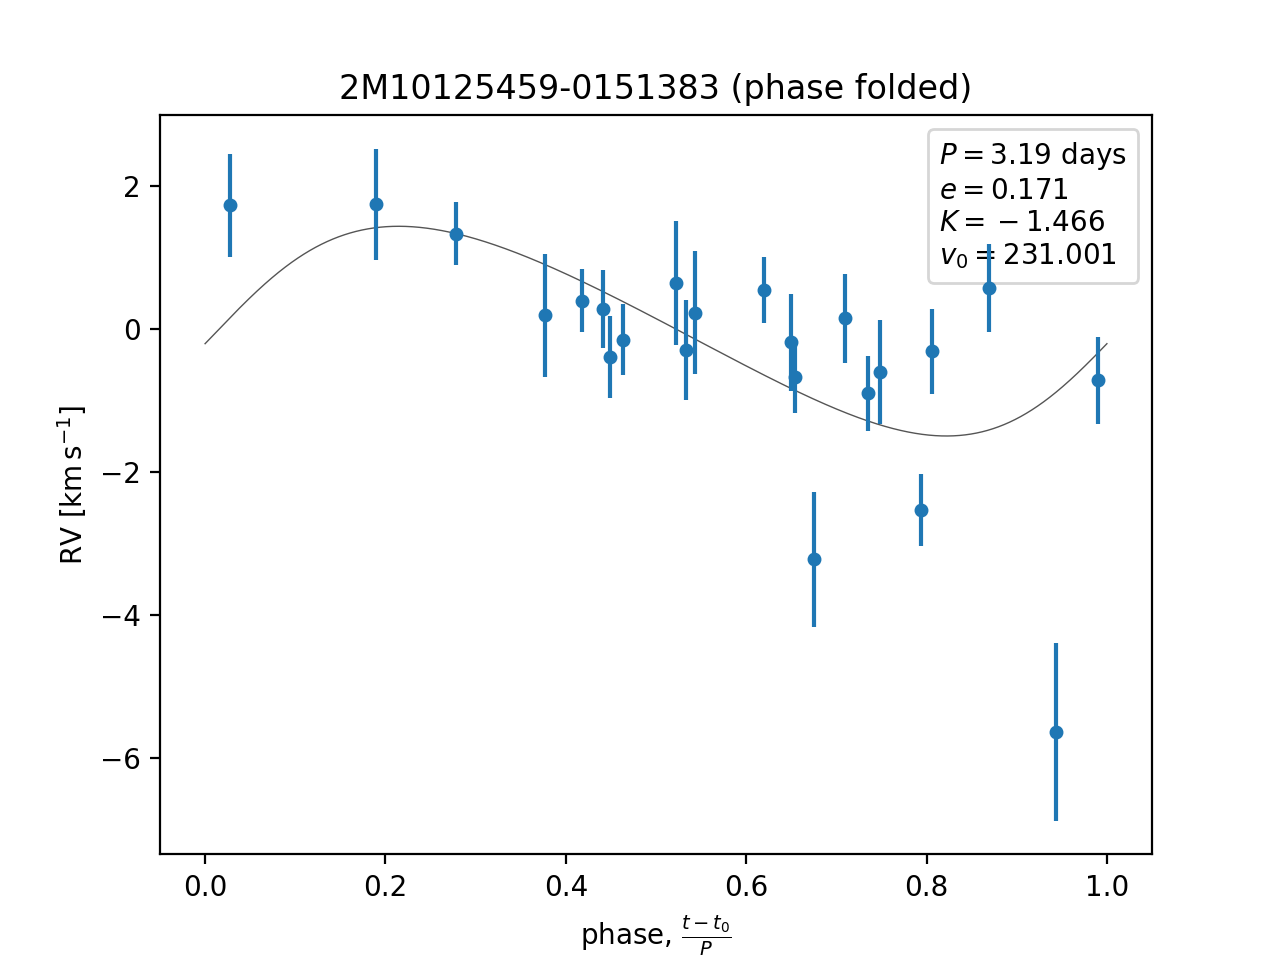 2M10125459-0151383 (phase folded)
P = 3.19 days
e = 0.171
K = −1.466
v₀ = 231.001
2
0
−2
−4
−6
RV [km s⁻¹]
0.0 0.2 0.4 0.6 0.8 1.0
phase, (t − t₀)/P